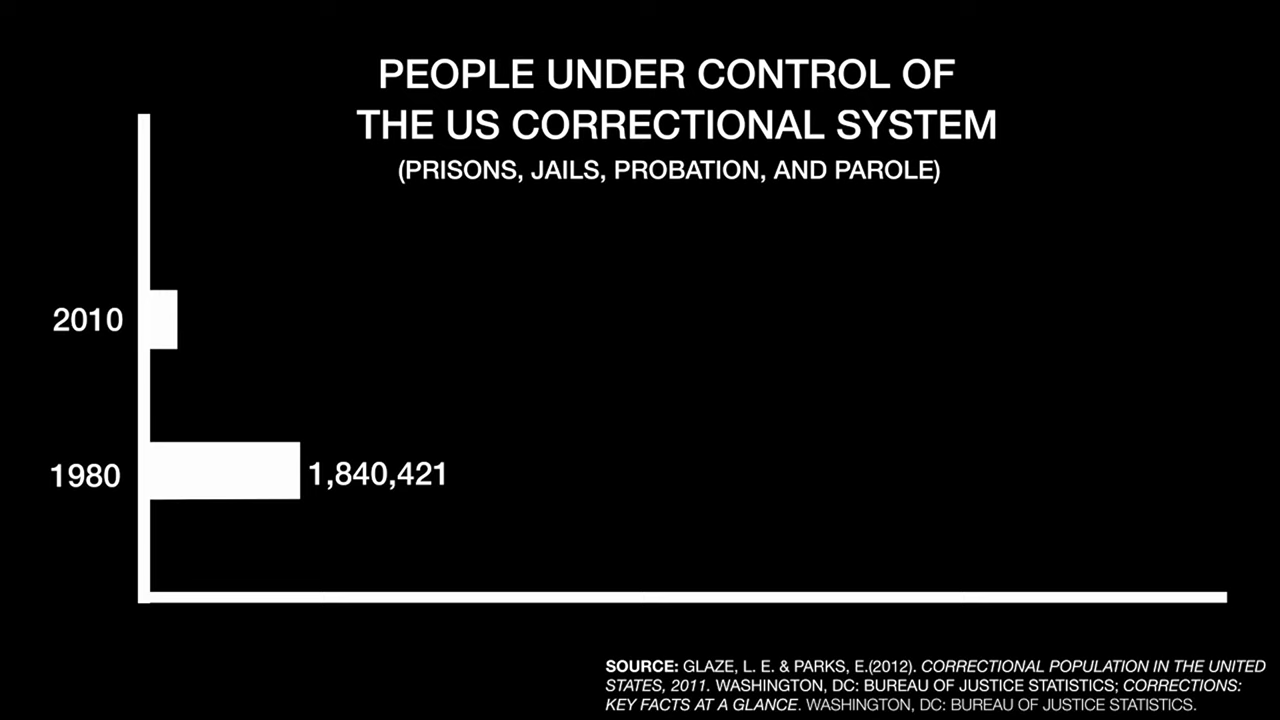 PEOPLE UNDER CONTROL OF
THE US CORRECTIONAL SYSTEM
(PRISONS, JAILS, PROBATION, AND PAROLE)
2010
1980
1,840,421
SOURCE: GLAZE, L. E. & PARKS, E.(2012). CORRECTIONAL POPULATION IN THE UNITED
STATES, 2011. WASHINGTON, DC: BUREAU OF JUSTICE STATISTICS; CORRECTIONS:
KEY FACTS AT A GLANCE. WASHINGTON, DC: BUREAU OF JUSTICE STATISTICS.